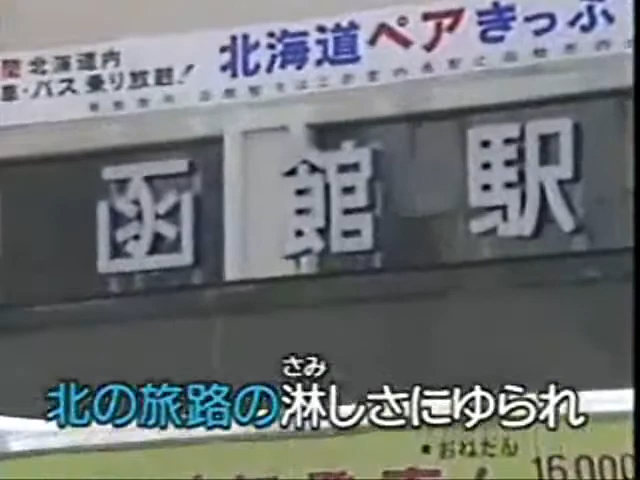 北海道内
北海道ペアきっぷ
車・バス乗り放題!
函館駅
さみ
北の旅路の淋しさにゆられ
おねだん
16,000